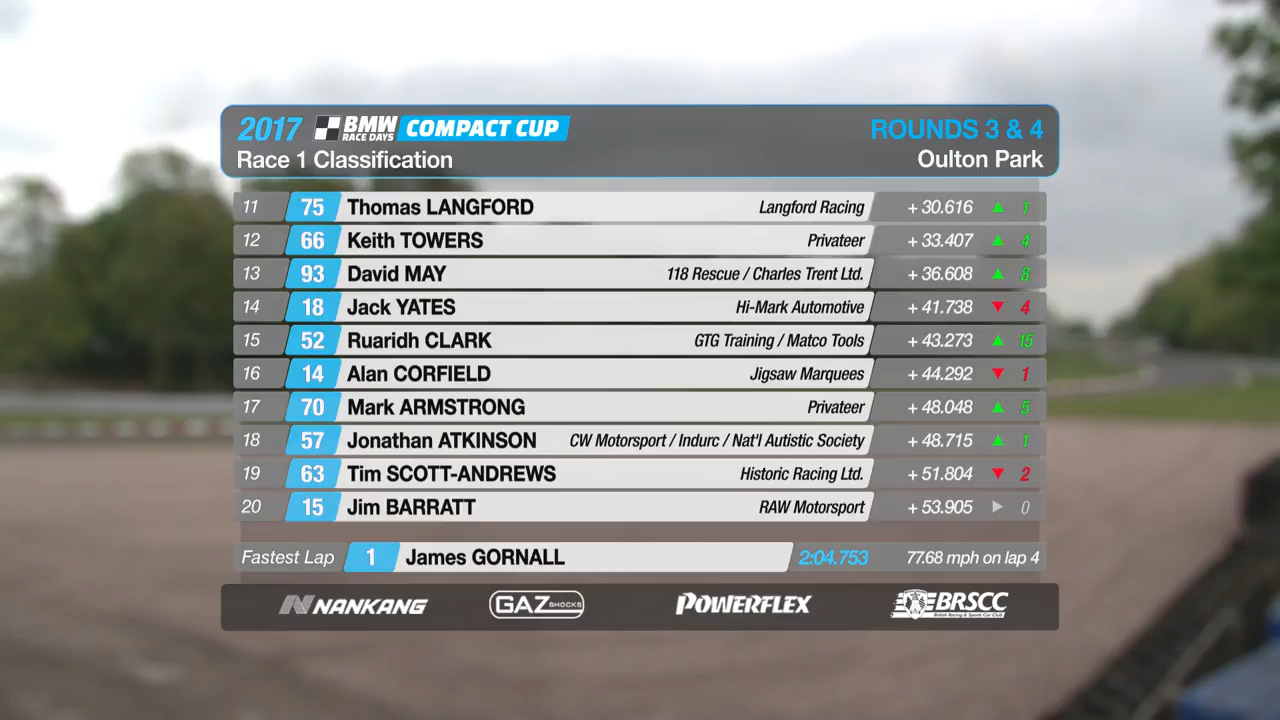 2017 BMW RACE DAYS COMPACT CUP ROUNDS 3 & 4
Race 1 Classification Oulton Park
11 75 Thomas LANGFORD Langford Racing + 30.616 ▲ 1
12 66 Keith TOWERS Privateer + 33.407 ▲ 4
13 93 David MAY 118 Rescue / Charles Trent Ltd. + 36.608 ▲ 8
14 18 Jack YATES Hi-Mark Automotive + 41.738 ▼ 4
15 52 Ruaridh CLARK GTG Training / Matco Tools + 43.273 ▲ 15
16 14 Alan CORFIELD Jigsaw Marquees + 44.292 ▼ 1
17 70 Mark ARMSTRONG Privateer + 48.048 ▲ 5
18 57 Jonathan ATKINSON CW Motorsport / Indurc / Nat'l Autistic Society + 48.715 ▲ 1
19 63 Tim SCOTT-ANDREWS Historic Racing Ltd. + 51.804 ▼ 2
20 15 Jim BARRATT RAW Motorsport + 53.905 ▶ 0
Fastest Lap 1 James GORNALL 2:04.753 77.68 mph on lap 4
NANKANG GAZ SHOCKS POWERFLEX BRSCC
British Racing & Sports Car Club